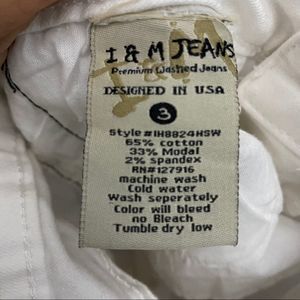 I & M JEANS
Premium Washed Jeans
DESIGNED IN USA
3
Style#IH8824HSW
65% cotton
33% Modal
2% spandex
RN#127916
machine wash
Cold water
Wash seperately
Color will bleed
no Bleach
Tumble dry low